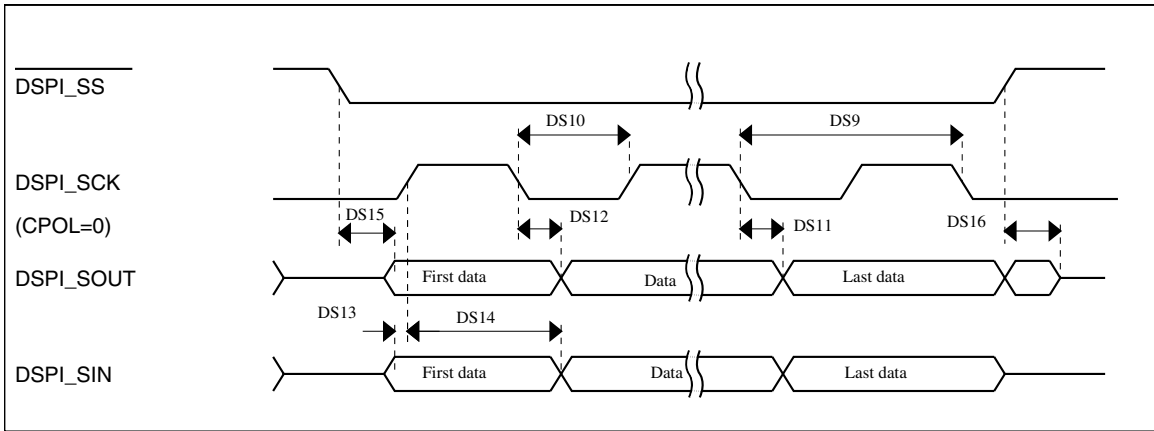 DSPI_SS
DS10
DS9
DSPI_SCK
(CPOL=0)
DS15
DS12
DS11
DS16
DSPI_SOUT
First data
Data
Last data
DS13
DS14
DSPI_SIN
First data
Data
Last data